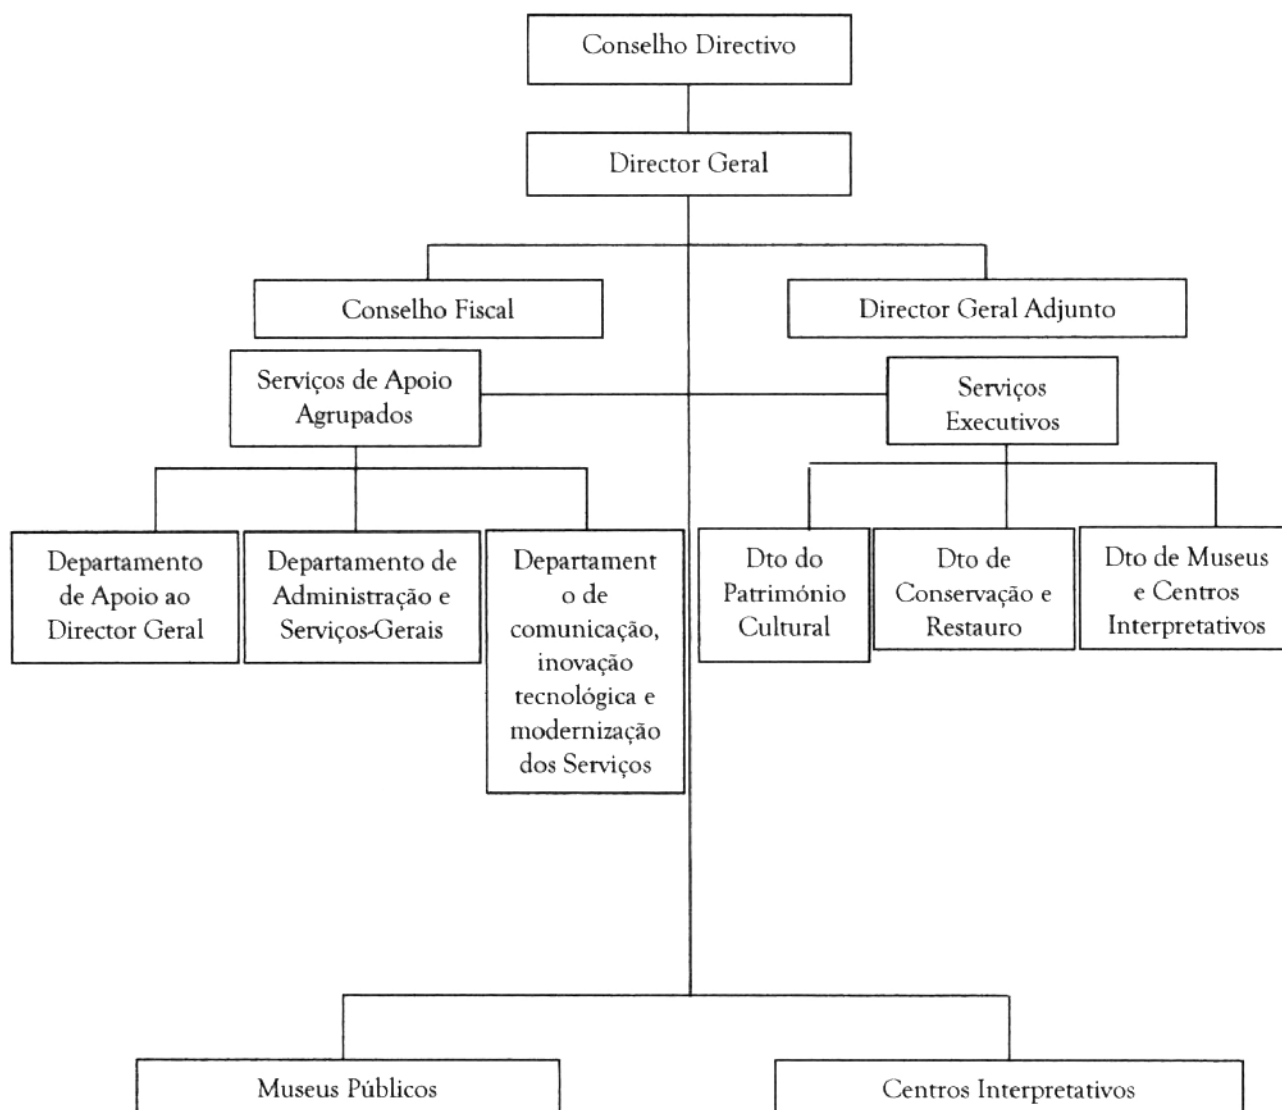 Conselho Directivo
Director Geral
Conselho Fiscal
Director Geral Adjunto
Serviços de Apoio
Agrupados
Serviços
Executivos
Departamento
de Apoio ao
Director Geral
Departamento de
Administração e
Serviços-Gerais
Departament
o de
comunicação,
inovação
tecnológica e
modernização
dos Serviços
Dto do
Património
Cultural
Dto de
Conservação e
Restauro
Dto de Museus
e Centros
Interpretativos
Museus Públicos
Centros Interpretativos